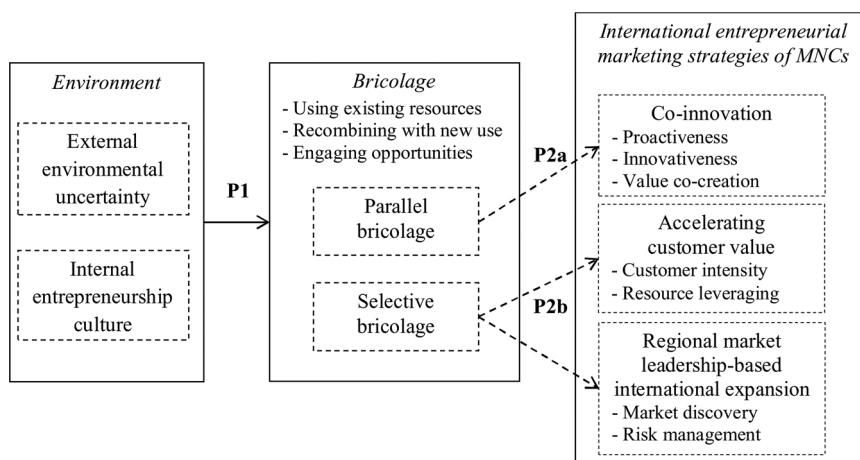 Environment
External
environmental
uncertainty
Internal
entrepreneurship
culture
P1
Bricolage
- Using existing resources
- Recombining with new use
- Engaging opportunities
Parallel
bricolage
Selective
bricolage
P2a
P2b
International entrepreneurial
marketing strategies of MNCs
Co-innovation
- Proactiveness
- Innovativeness
- Value co-creation
Accelerating
customer value
- Customer intensity
- Resource leveraging
Regional market
leadership-based
international expansion
- Market discovery
- Risk management